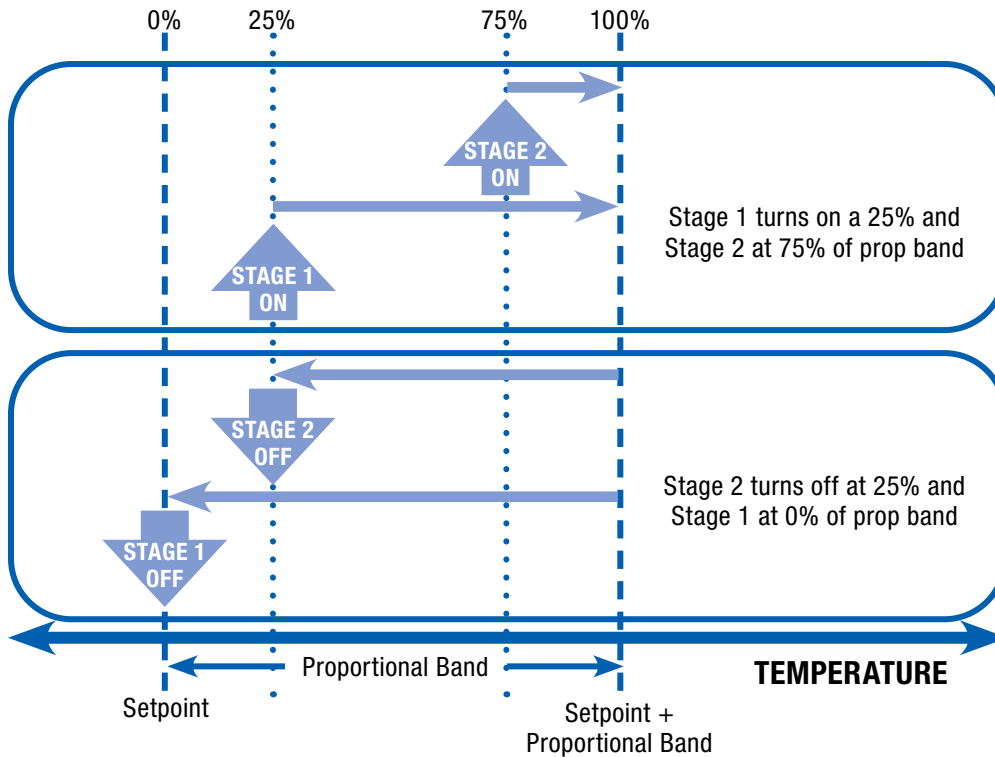 0% 25% 75% 100%
STAGE 2
ON
STAGE 1
ON
Stage 1 turns on a 25% and
Stage 2 at 75% of prop band
STAGE 2
OFF
STAGE 1
OFF
Stage 2 turns off at 25% and
Stage 1 at 0% of prop band
Proportional Band
TEMPERATURE
Setpoint
Setpoint +
Proportional Band